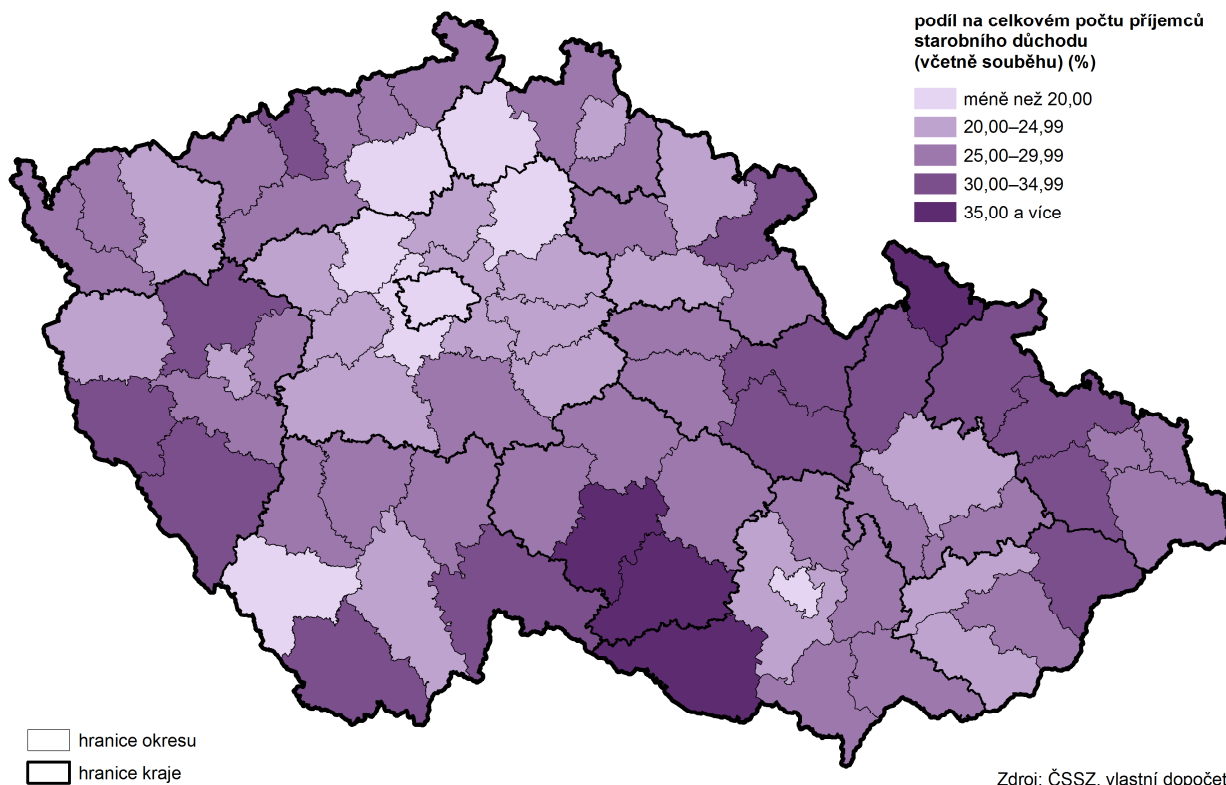 podíl na celkovém počtu příjemců
starobního důchodu
(včetně souběhu) (%)
méně než 20,00
20,00–24,99
25,00–29,99
30,00–34,99
35,00 a více
hranice okresu
hranice kraje
Zdroj: ČSSZ, vlastní dopočet